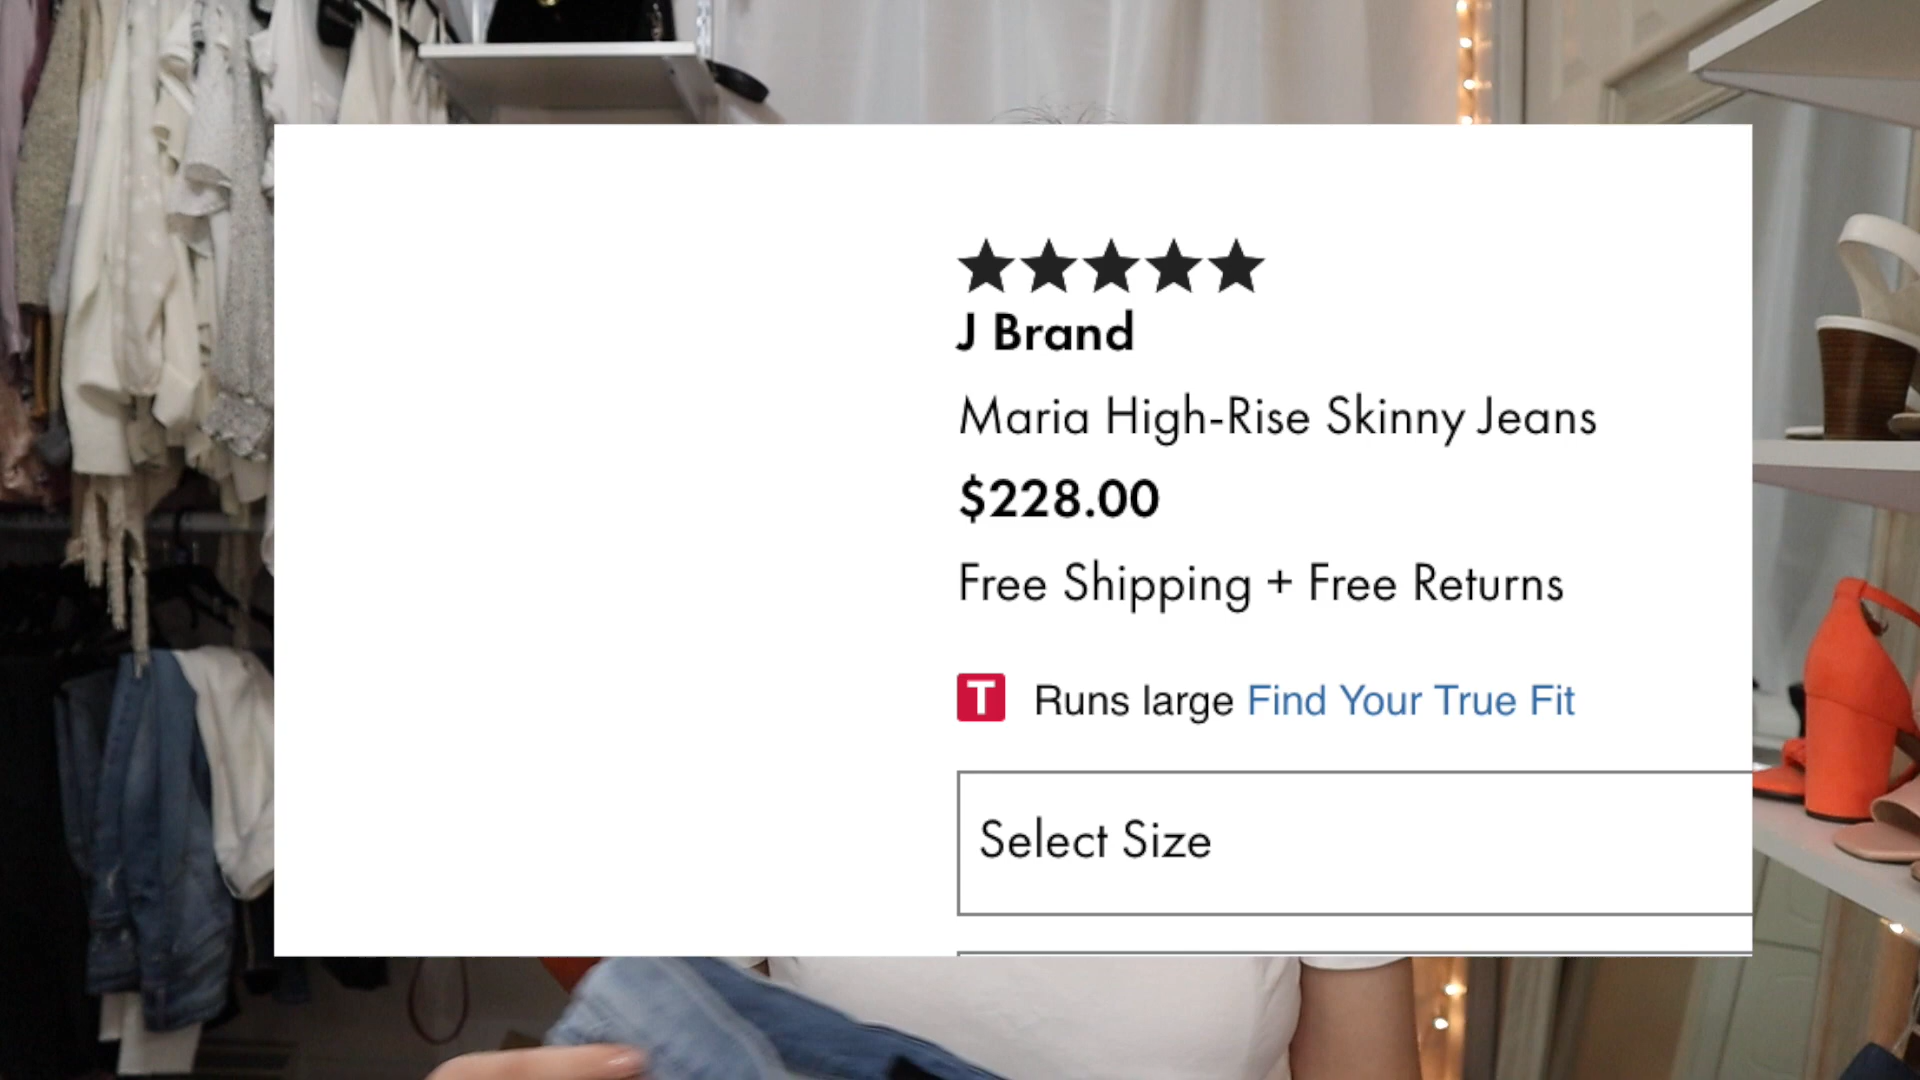 J Brand
Maria High-Rise Skinny Jeans
$228.00
Free Shipping + Free Returns
T Runs large Find Your True Fit
Select Size